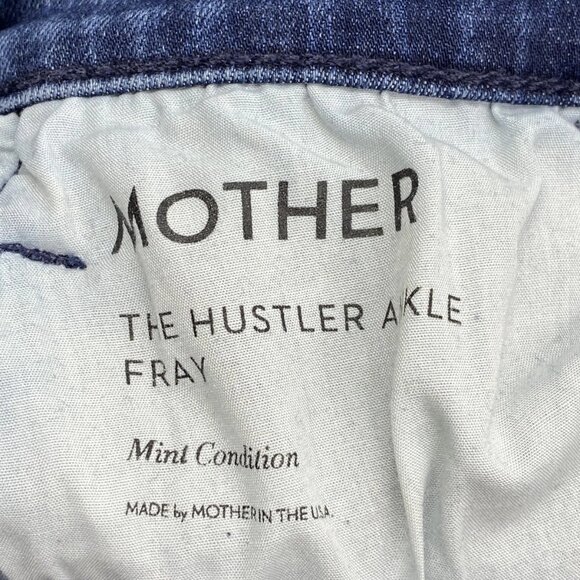 MOTHER
THE HUSTLER ANKLE
FRAY
Mint Condition
MADE by MOTHER IN THE USA.